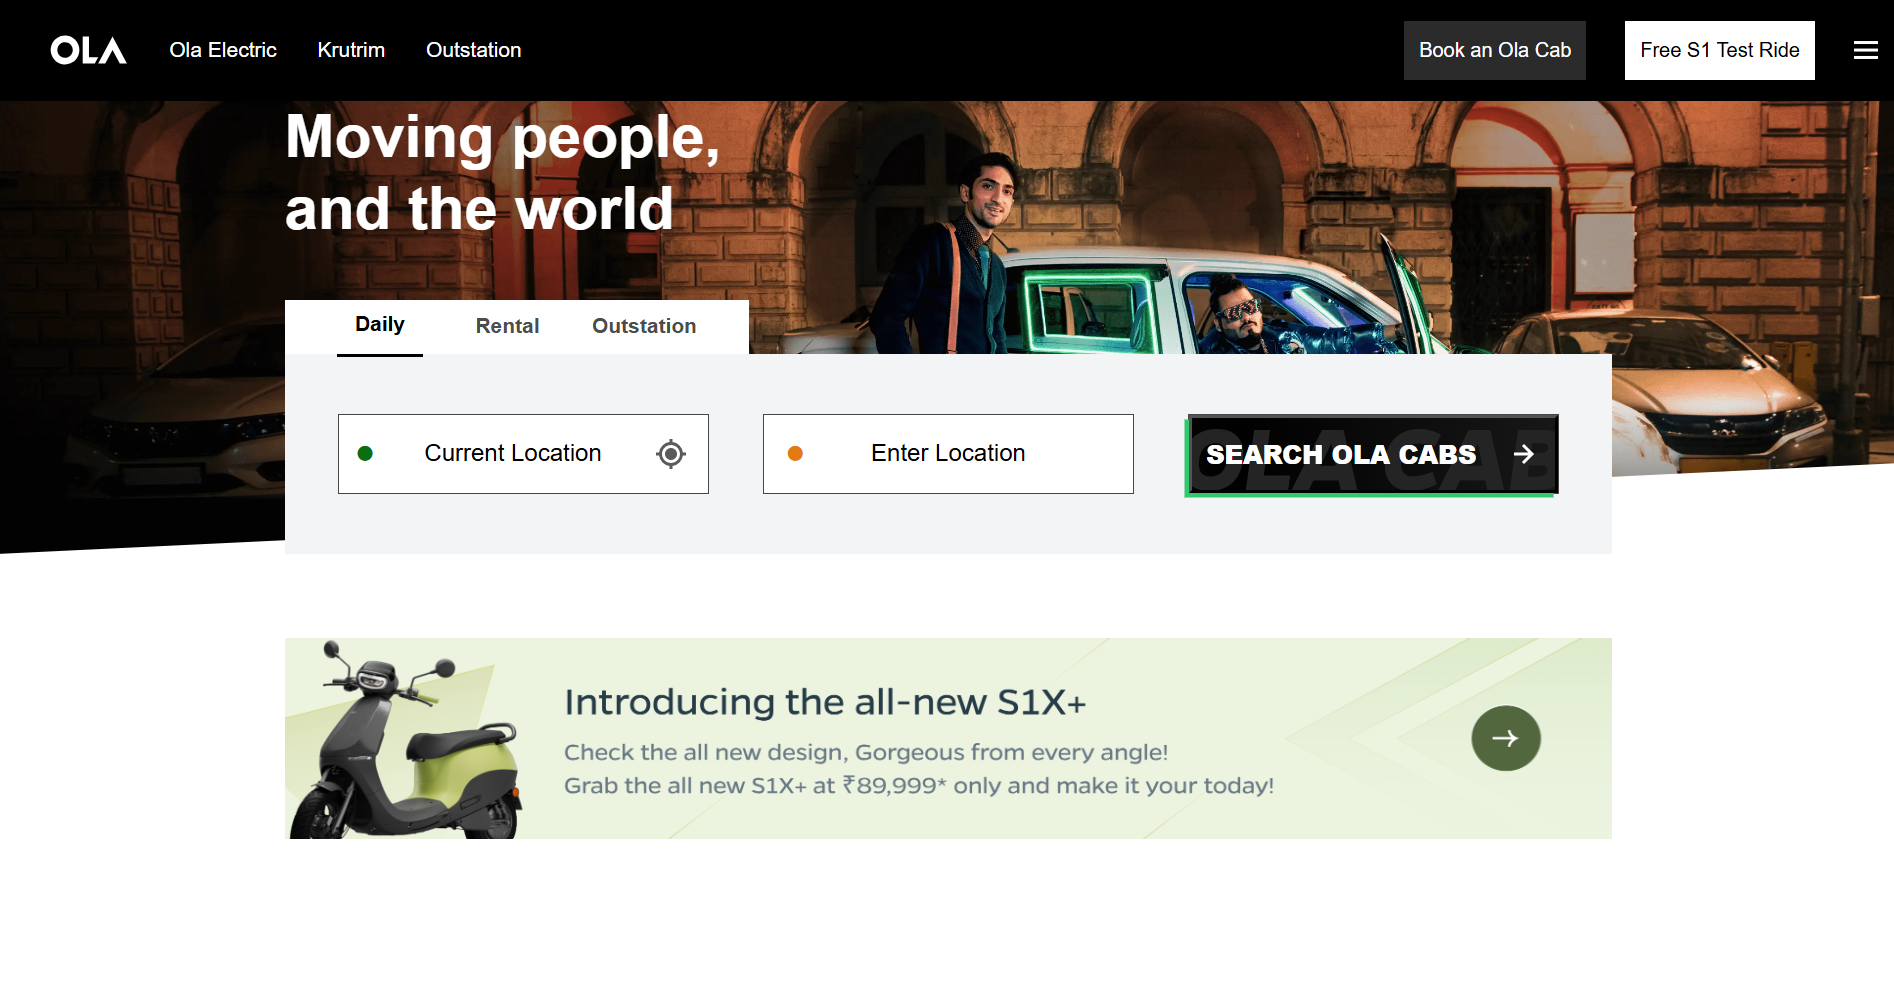 OLA
Ola Electric
Krutrim
Outstation
Book an Ola Cab
Free S1 Test Ride
Moving people,
and the world
Daily
Rental
Outstation
Current Location
Enter Location
OLA CAB
SEARCH OLA CABS
Introducing the all-new S1X+
Check the all new design, Gorgeous from every angle!
Grab the all new S1X+ at ₹89,999* only and make it your today!